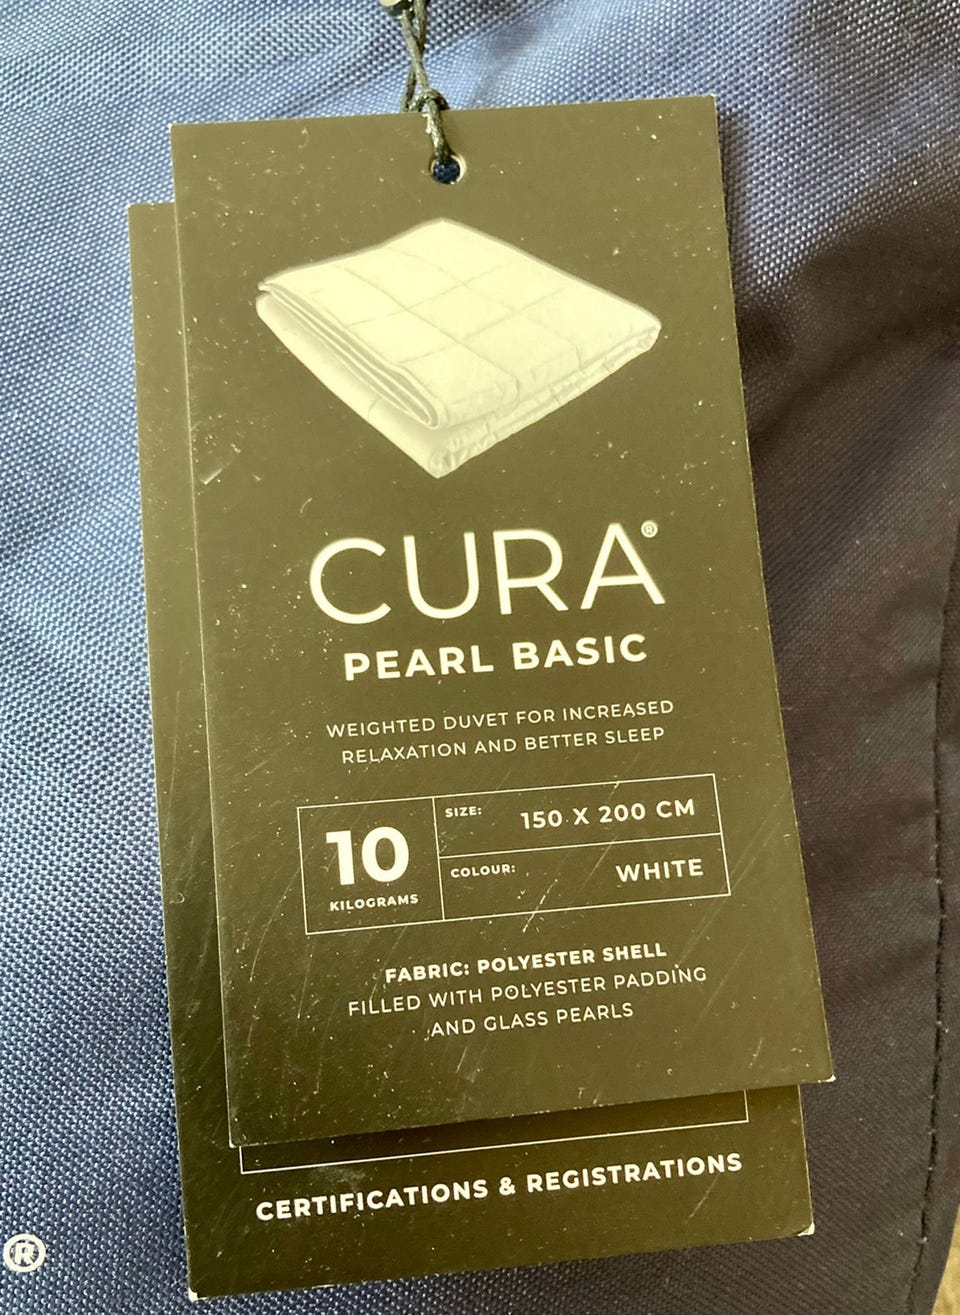 CURA®
PEARL BASIC
WEIGHTED DUVET FOR INCREASED
RELAXATION AND BETTER SLEEP
10
KILOGRAMS
SIZE: 150 X 200 CM
COLOUR: WHITE
FABRIC: POLYESTER SHELL
FILLED WITH POLYESTER PADDING
AND GLASS PEARLS
CERTIFICATIONS & REGISTRATIONS
®